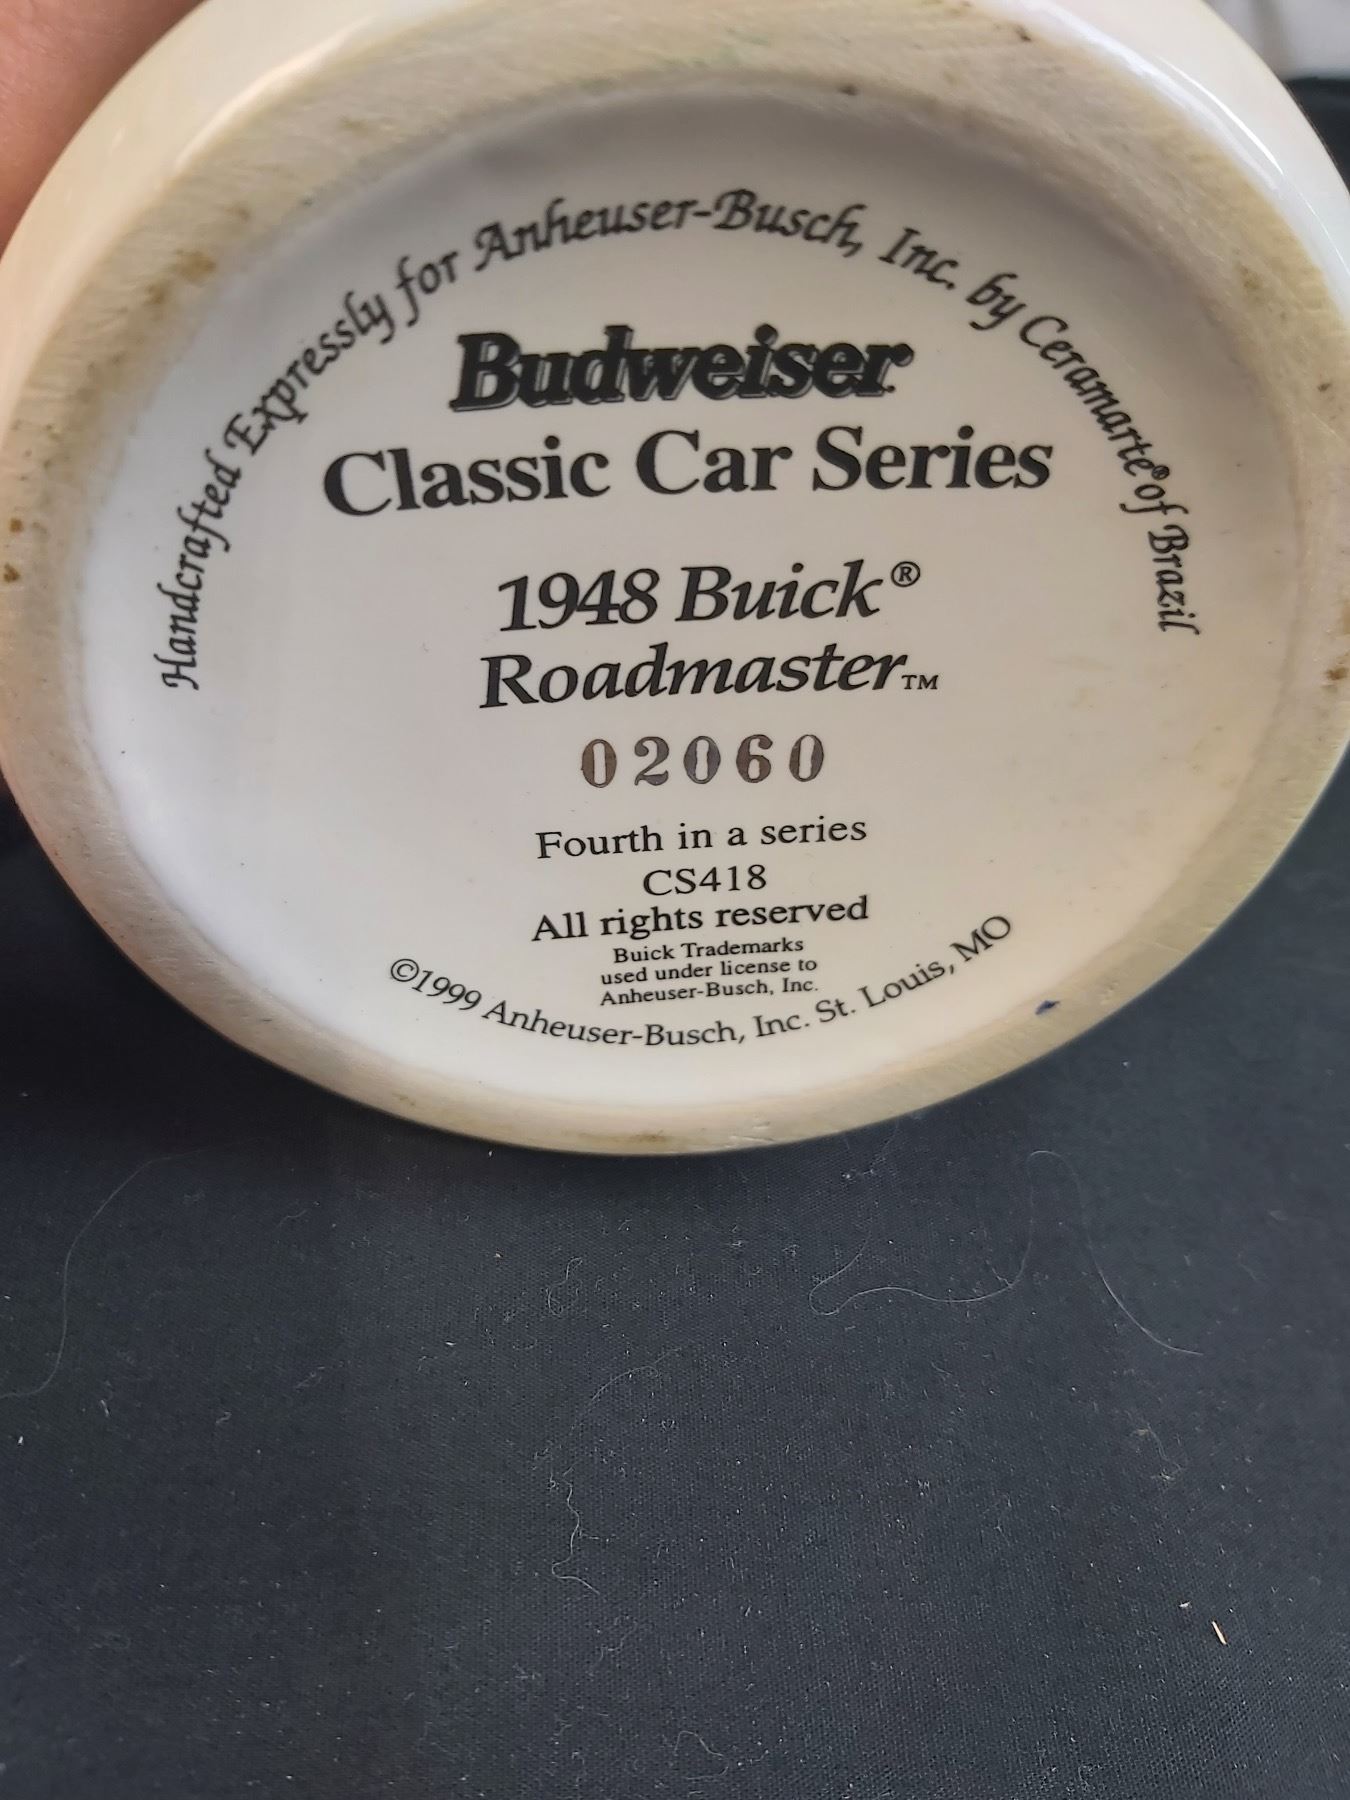 Handcrafted Expressly for Anheuser-Busch, Inc. by Ceramarte® of Brazil
Budweiser
Classic Car Series
1948 Buick®
Roadmaster™
02060
Fourth in a series
CS418
All rights reserved
Buick Trademarks
used under license to
Anheuser-Busch, Inc.
©1999 Anheuser-Busch, Inc. St. Louis, MO